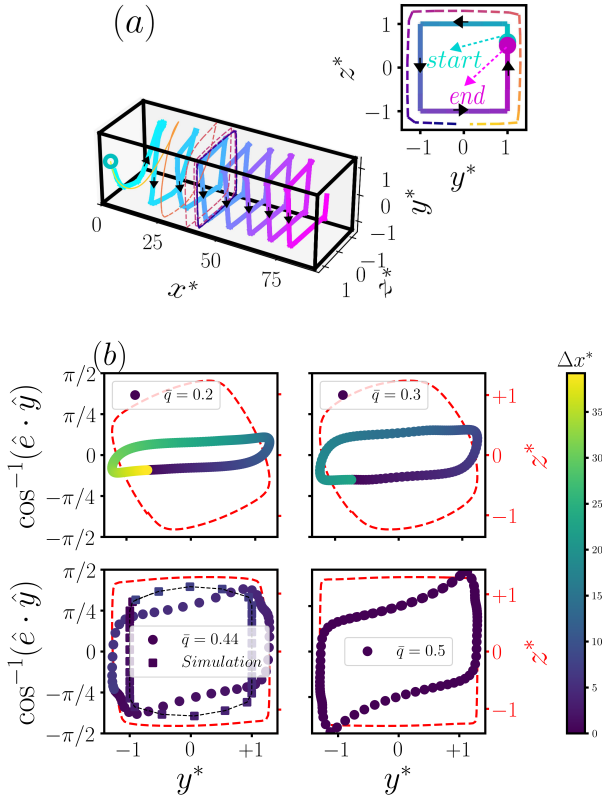 (a)
z*
1
0
−1
start
end
−1
0
1
y*
0
25
50
75
x*
1
0
−1
z*
1
0
−1
y*
(b)
cos⁻¹(ê · ŷ)
π/2
π/4
0
−π/4
−π/2
q̄ = 0.2
q̄ = 0.3
+1
0
−1
z*
Δx*
35
30
25
20
15
10
5
0
cos⁻¹(ê · ŷ)
π/2
π/4
0
−π/4
−π/2
q̄ = 0.44
Simulation
q̄ = 0.5
+1
0
−1
z*
−1
0
+1
y*
−1
0
+1
y*